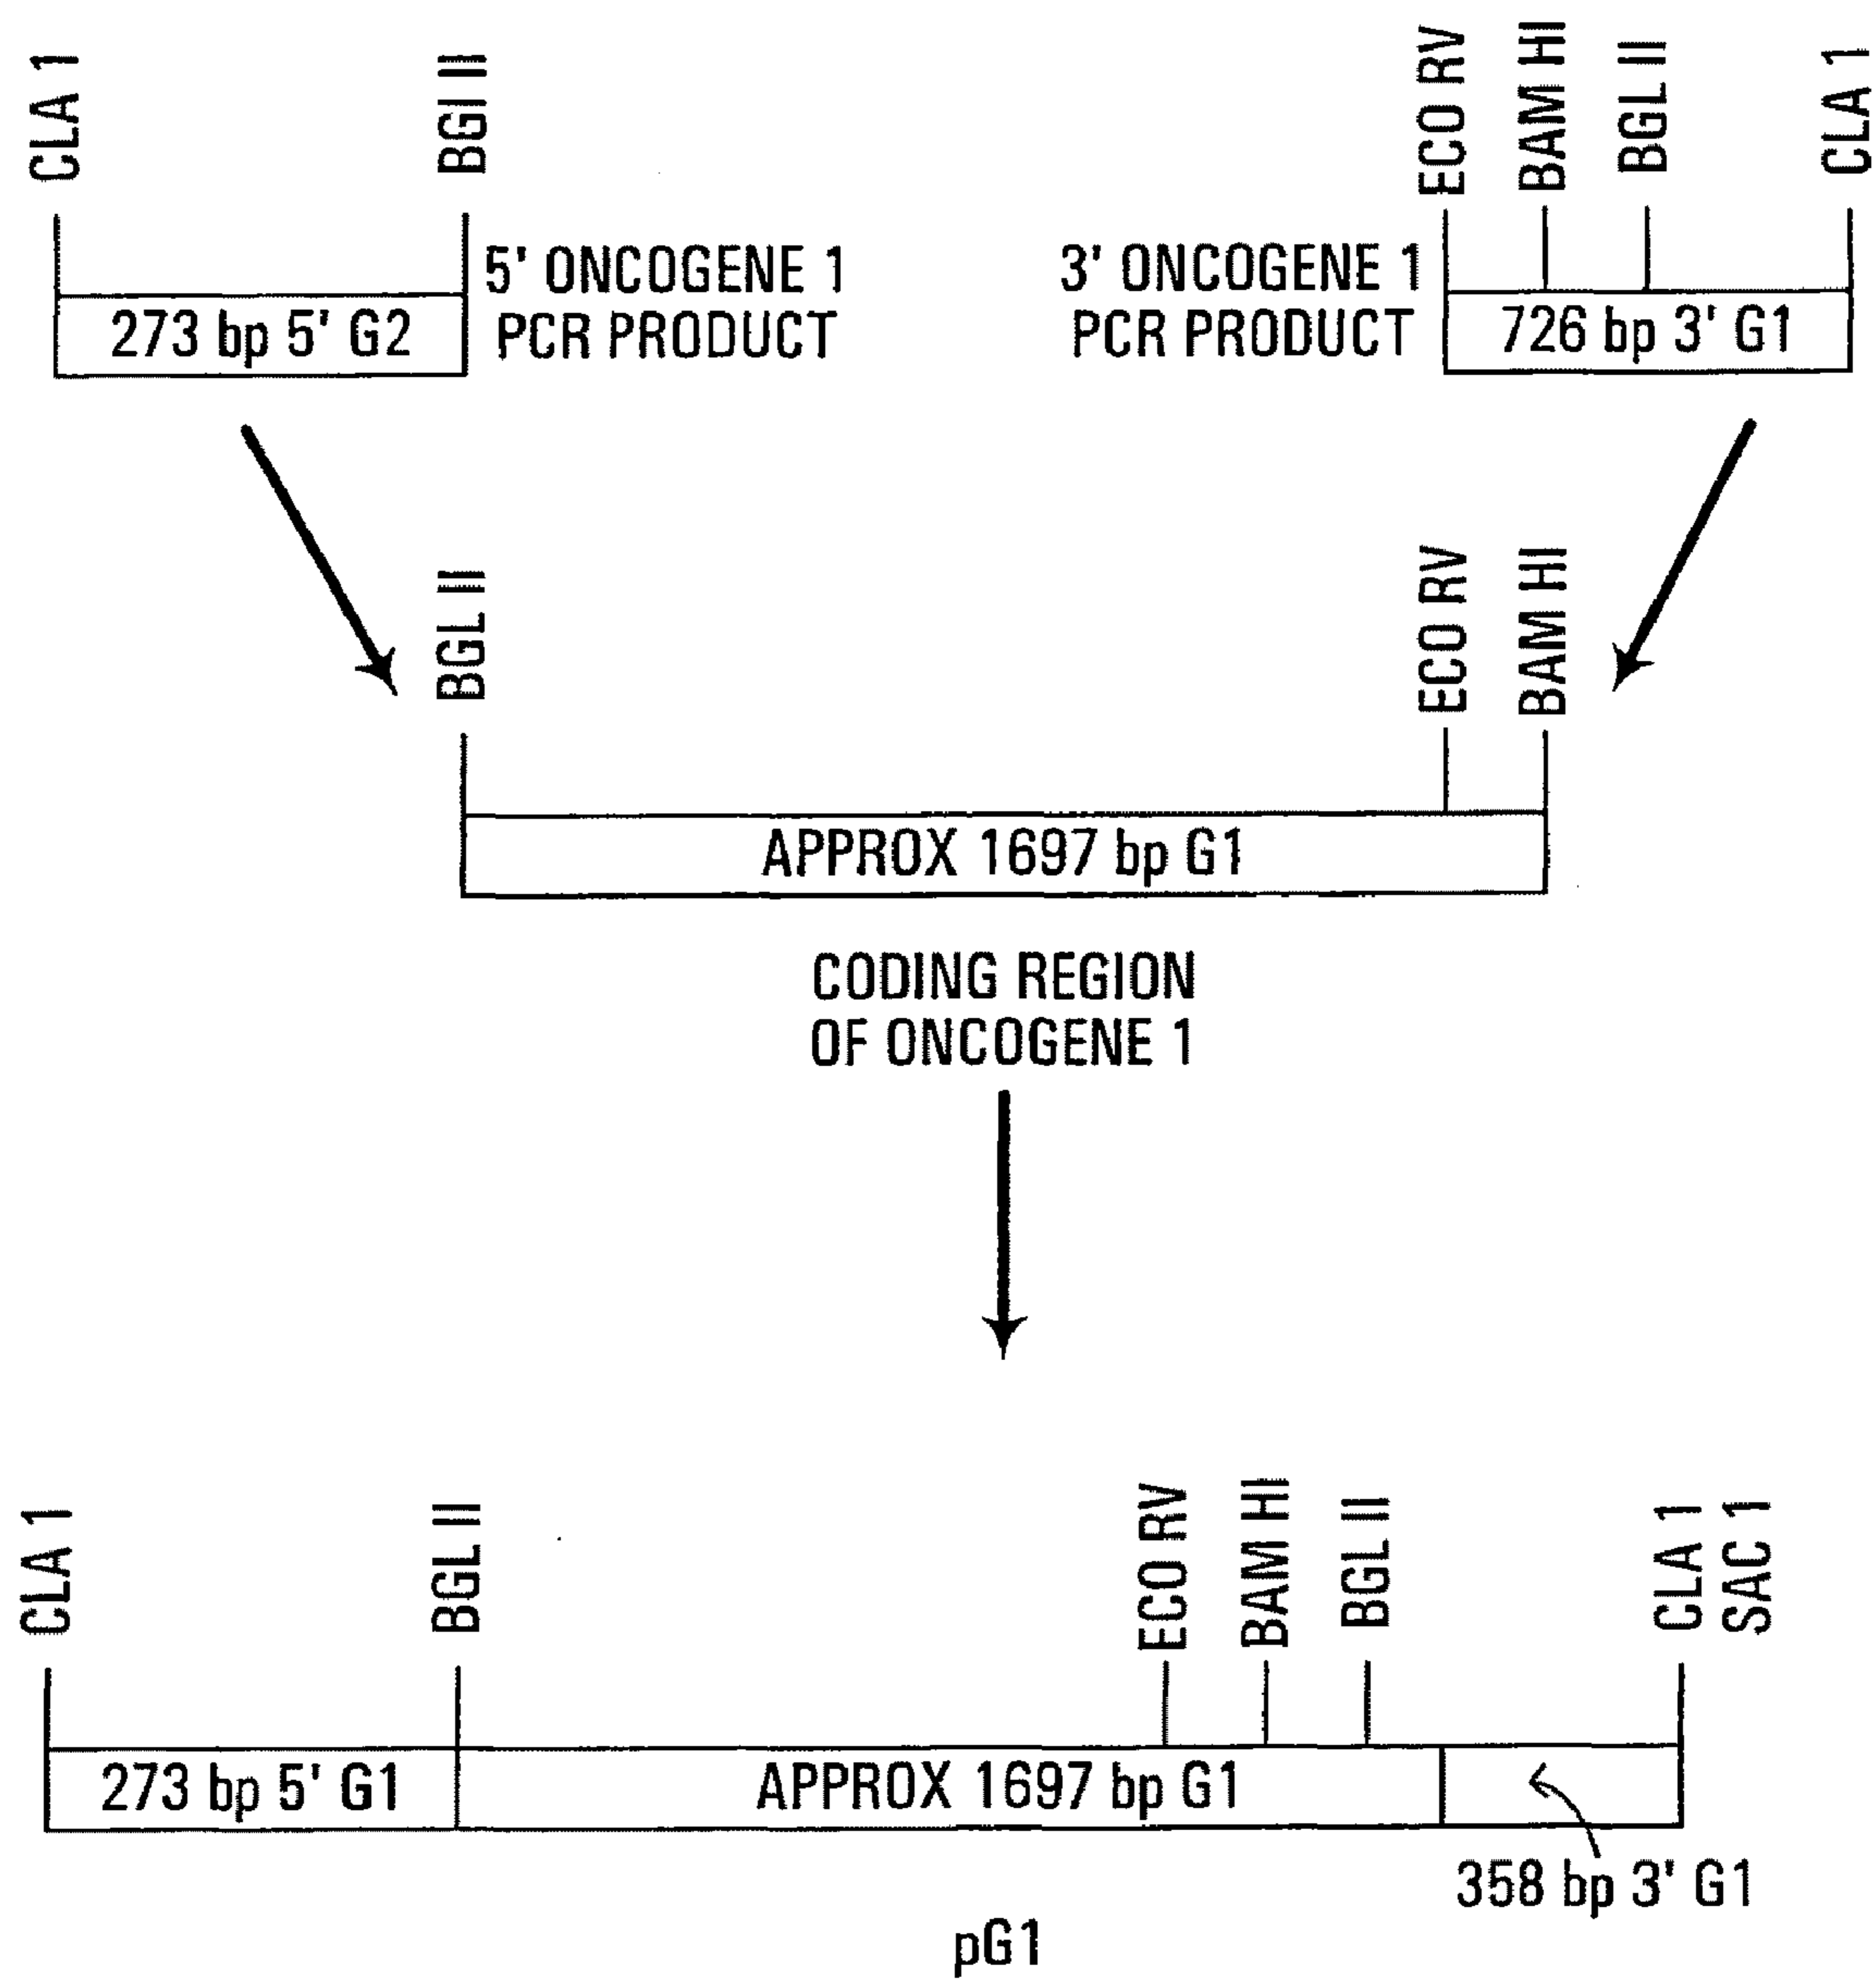 CLA 1
BGI II
ECO RV
BAM HI
BGL II
CLA 1
5' ONCOGENE 1
PCR PRODUCT
3' ONCOGENE 1
PCR PRODUCT
273 bp 5' G2
726 bp 3' G1
BGL II
ECO RV
BAM HI
APPROX 1697 bp G1
CODING REGION
OF ONCOGENE 1
CLA 1
BGL II
ECO RV
BAM HI
BGL II
CLA 1
SAC 1
273 bp 5' G1
APPROX 1697 bp G1
358 bp 3' G1
pG1